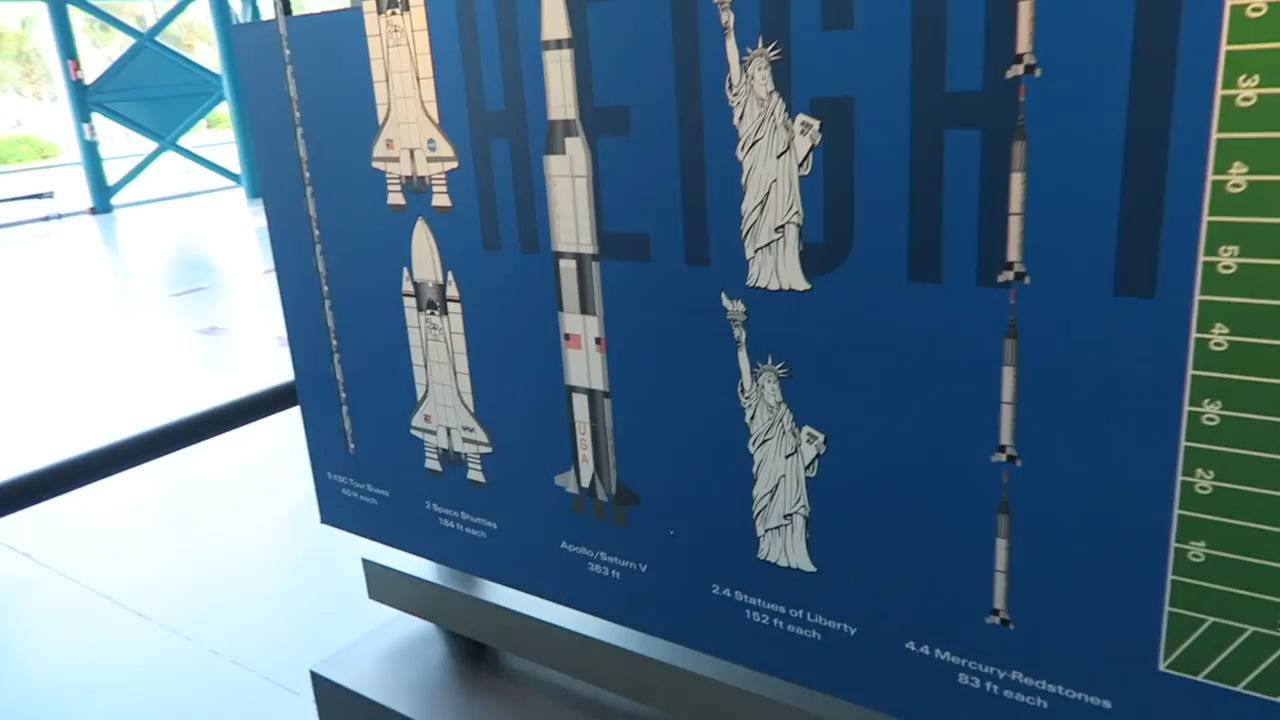 HEIGHT
USA
9 KSC Tour Buses
40 ft each
2 Space Shuttles
184 ft each
Apollo/Saturn V
363 ft
2.4 Statues of Liberty
152 ft each
4.4 Mercury-Redstones
83 ft each
30
40
50
40
30
20
10